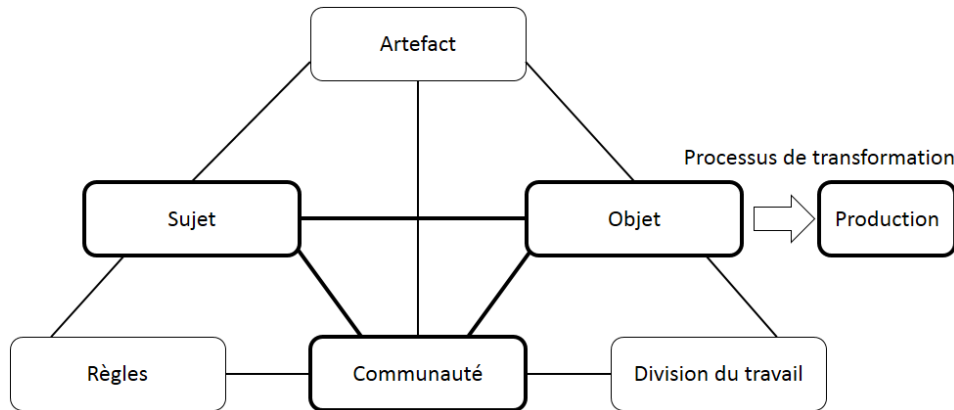 Artefact
Processus de transformation
Sujet
Objet
Production
Règles
Communauté
Division du travail